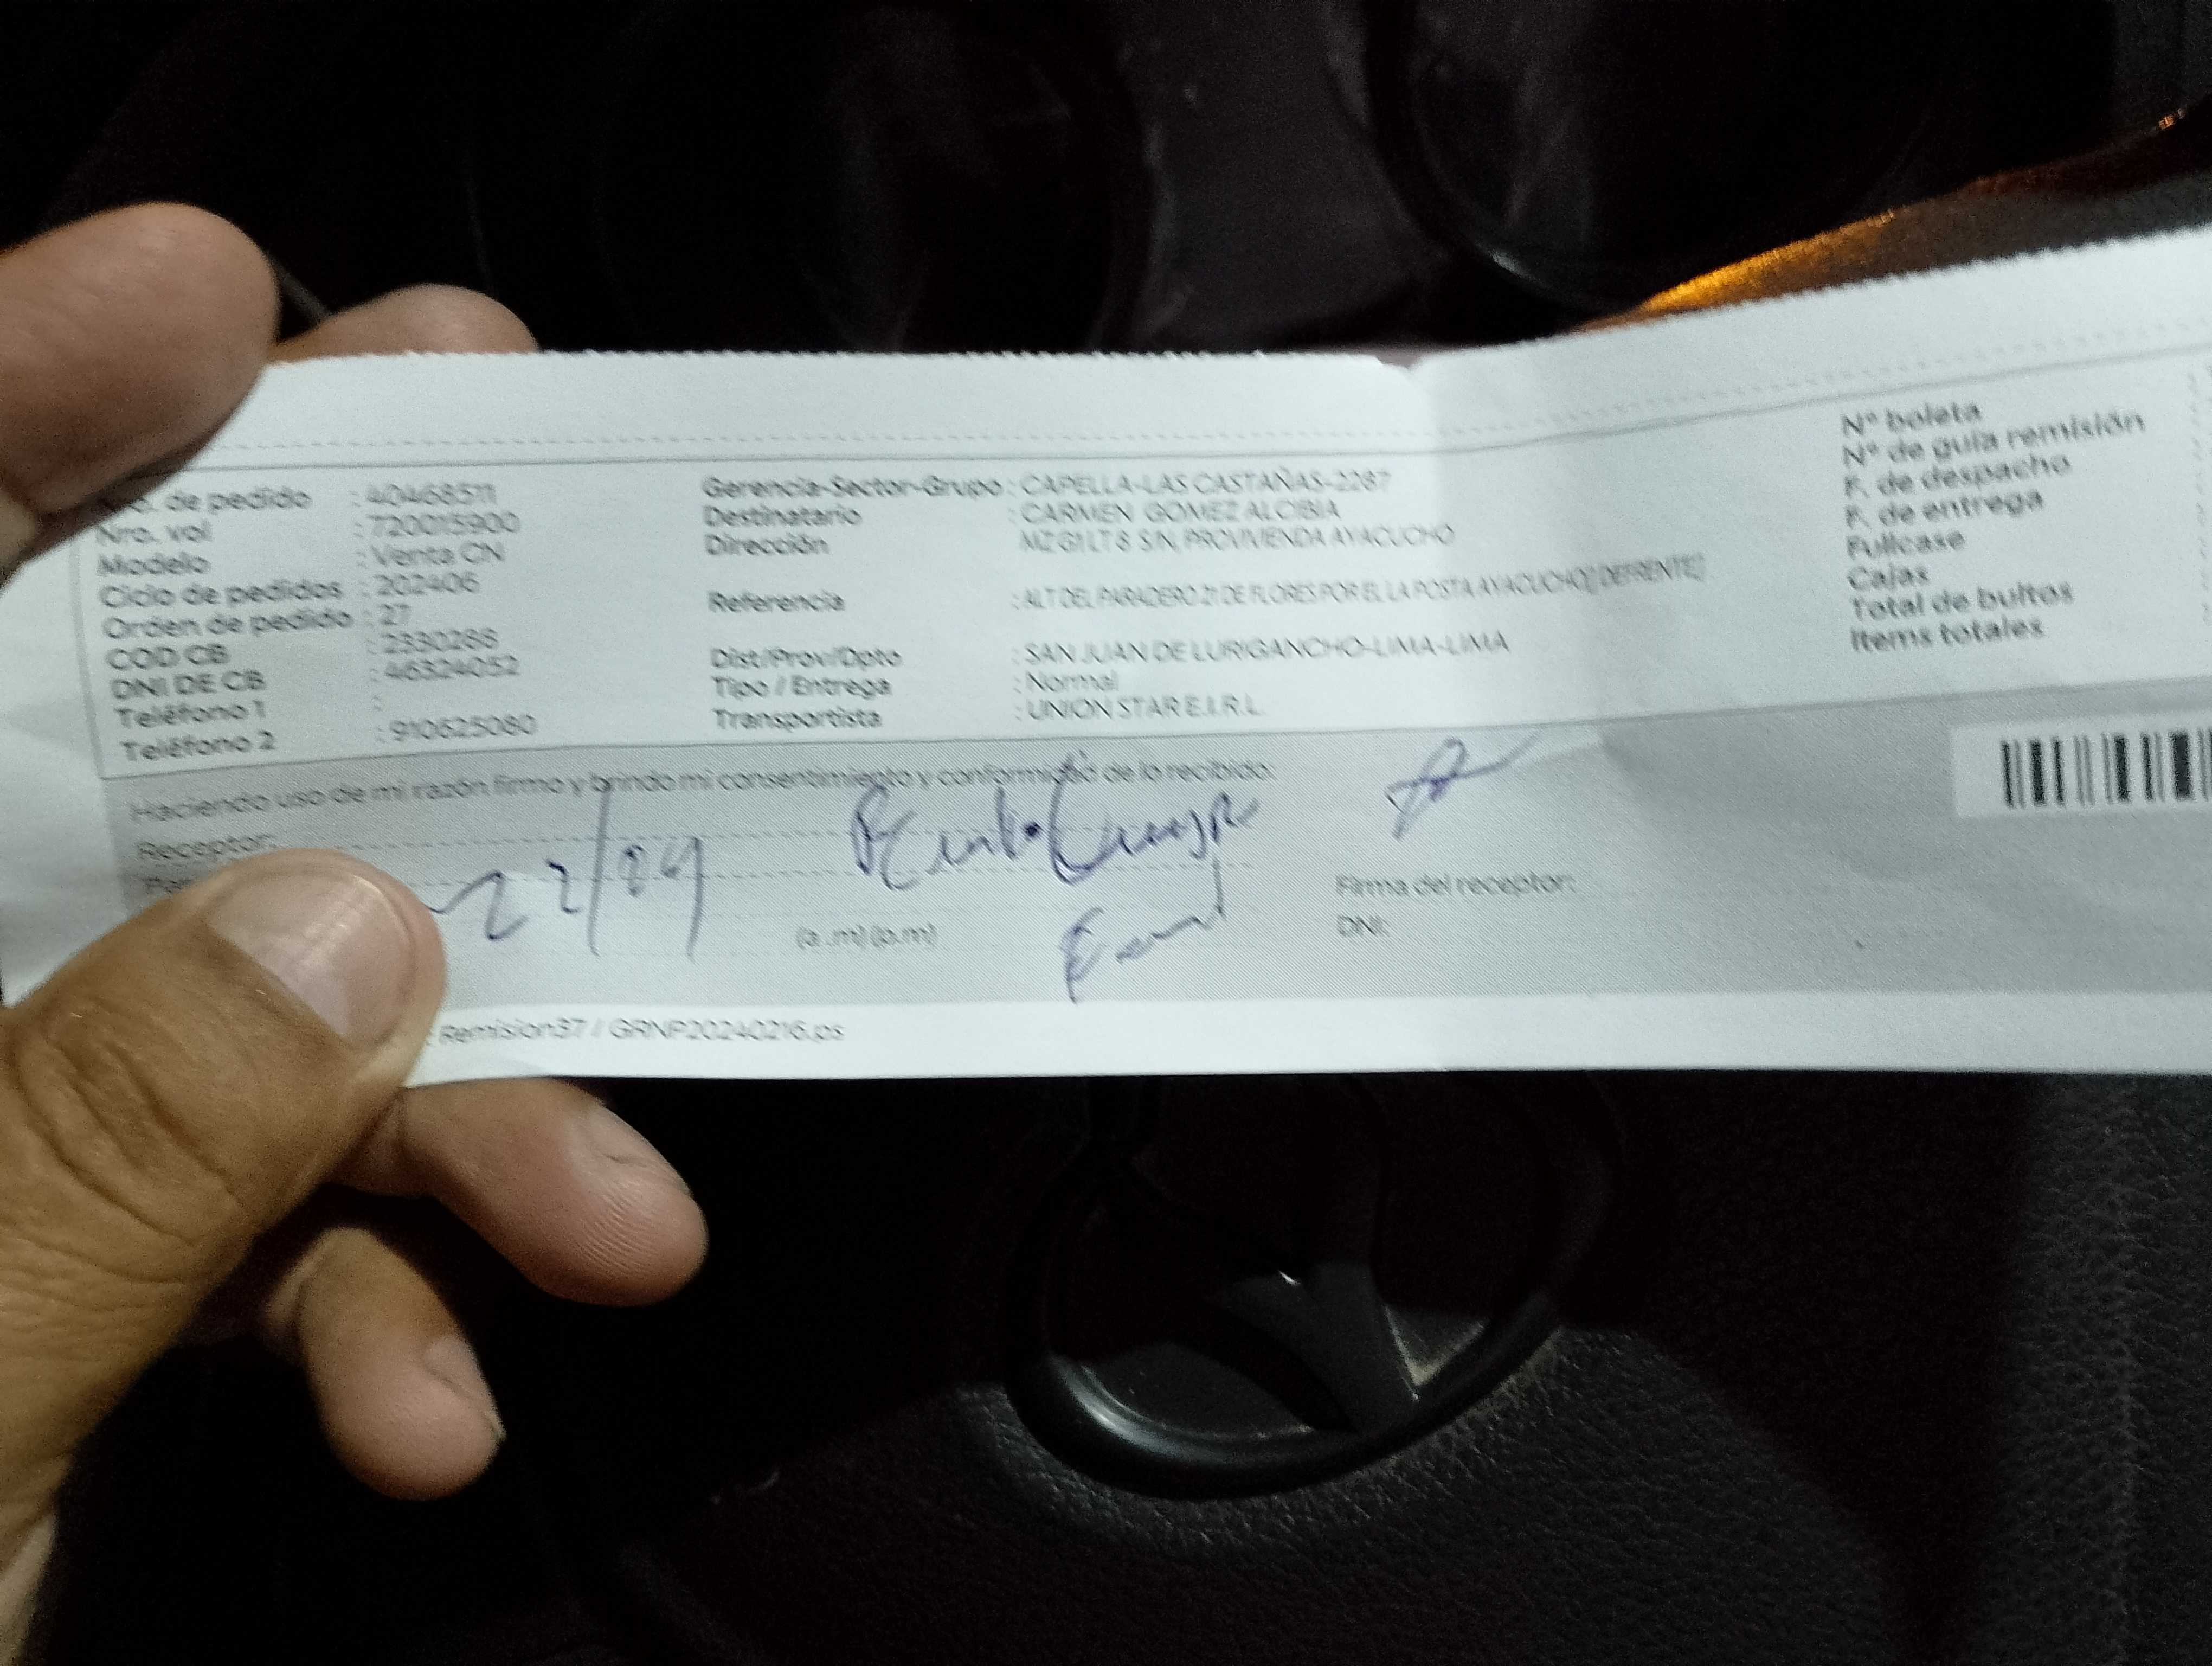 . de pedido : 40468511
Nro. vol : 720015900
Modelo : Venta CN
Ciclo de pedidos : 202406
Orden de pedido : 27
COD CB : 2330288
DNI DE CB : 46324052
Teléfono 1 :
Teléfono 2 : 910625080
Gerencia-Sector-Grupo : CAPELLA-LAS CASTAÑAS-2287
Destinatario : CARMEN GOMEZ ALCIBIA
Dirección MZ G1 LT 8 S/N, PROVIVIENDA AYACUCHO
Referencia : ALT DEL PARADERO 21 DE FLORES POR EL LA POSTA AYACUCHO[DEFRENTE]
Dist/Prov/Dpto : SAN JUAN DE LURIGANCHO-LIMA-LIMA
Tipo / Entrega : Normal
Transportista : UNION STAR E.I.R.L.
N° boleta
N° de guía remisión
F. de despacho
F. de entrega
Fullcase
Cajas
Total de bultos
Items totales
Haciendo uso de mi razón firmo y brindo mi consentimiento y conformidad de lo recibido:
Receptor:
22/04
(a .m) (p.m)
Firma del receptor:
DNI:
: Remision37 / GRNP20240216.ps